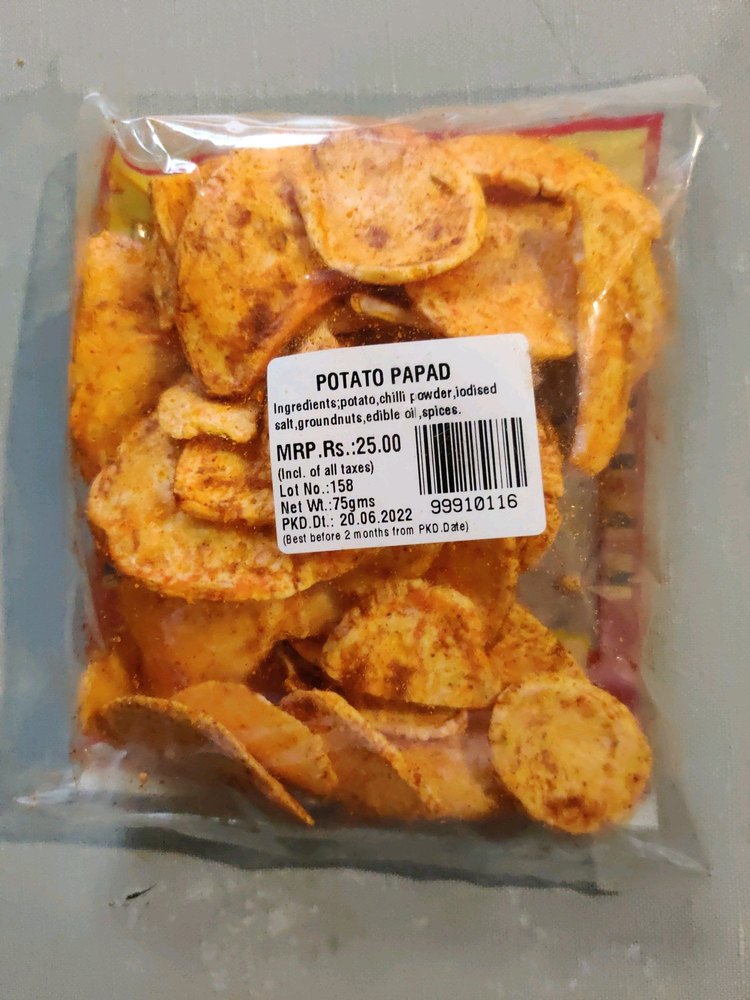 POTATO PAPAD
Ingredients;potato,chilli powder,iodised
salt,groundnuts,edible oil,spices.
MRP.Rs.:25.00
(Incl. of all taxes)
Lot No.:158
Net Wt.:75gms
99910116
PKD.Dt.: 20.06.2022
(Best before 2 months from PKD.Date)